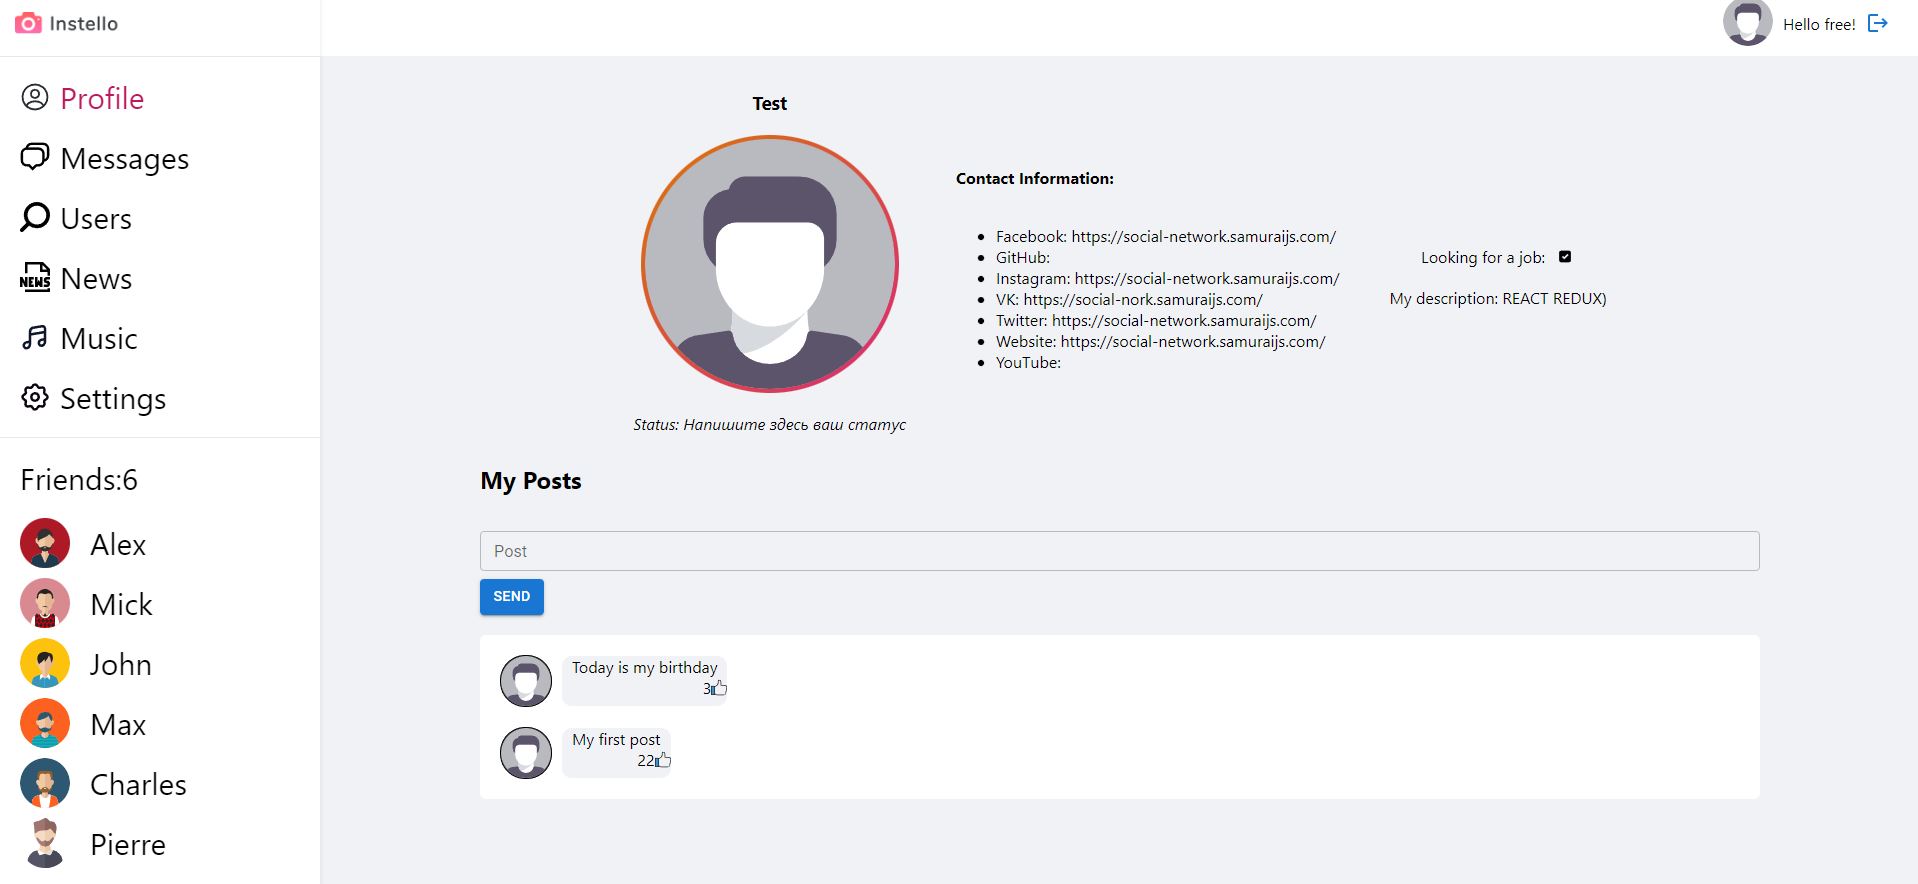 Instello
Hello free!
Profile
Messages
Users
NEWS News
Music
Settings
Friends:6
Alex
Mick
John
Max
Charles
Pierre
Test
Status: Напишите здесь ваш статус
Contact Information:
Facebook: https://social-network.samuraijs.com/
GitHub:
Instagram: https://social-network.samuraijs.com/
VK: https://social-nork.samuraijs.com/
Twitter: https://social-network.samuraijs.com/
Website: https://social-network.samuraijs.com/
YouTube:
Looking for a job:
My description: REACT REDUX)
My Posts
Post
SEND
Today is my birthday
3
My first post
22